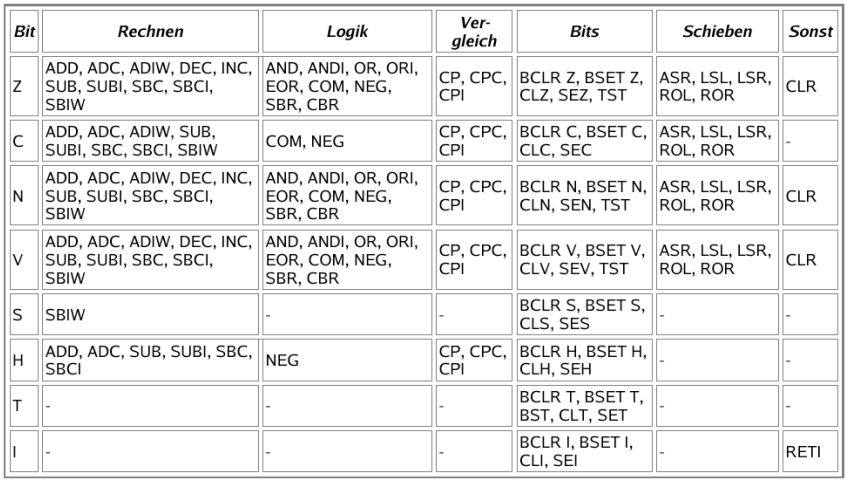 Bit Rechnen Logik Ver-gleich Bits Schieben Sonst
Z ADD, ADC, ADIW, DEC, INC, SUB, SUBI, SBC, SBCI, SBIW AND, ANDI, OR, ORI, EOR, COM, NEG, SBR, CBR CP, CPC, CPI BCLR Z, BSET Z, CLZ, SEZ, TST ASR, LSL, LSR, ROL, ROR CLR
C ADD, ADC, ADIW, SUB, SUBI, SBC, SBCI, SBIW COM, NEG CP, CPC, CPI BCLR C, BSET C, CLC, SEC ASR, LSL, LSR, ROL, ROR -
N ADD, ADC, ADIW, DEC, INC, SUB, SUBI, SBC, SBCI, SBIW AND, ANDI, OR, ORI, EOR, COM, NEG, SBR, CBR CP, CPC, CPI BCLR N, BSET N, CLN, SEN, TST ASR, LSL, LSR, ROL, ROR CLR
V ADD, ADC, ADIW, DEC, INC, SUB, SUBI, SBC, SBCI, SBIW AND, ANDI, OR, ORI, EOR, COM, NEG, SBR, CBR CP, CPC, CPI BCLR V, BSET V, CLV, SEV, TST ASR, LSL, LSR, ROL, ROR CLR
S SBIW - - BCLR S, BSET S, CLS, SES - -
H ADD, ADC, SUB, SUBI, SBC, SBCI NEG CP, CPC, CPI BCLR H, BSET H, CLH, SEH - -
T - - - BCLR T, BSET T, BST, CLT, SET - -
I - - - BCLR I, BSET I, CLI, SEI - RETI